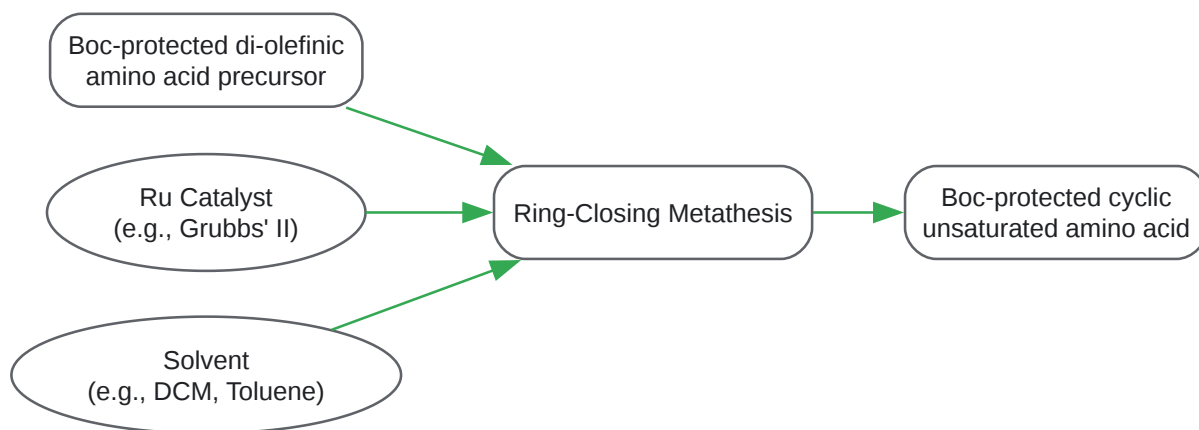 Boc-protected di-olefinic
amino acid precursor
Ru Catalyst
(e.g., Grubbs' II)
Solvent
(e.g., DCM, Toluene)
Ring-Closing Metathesis
Boc-protected cyclic
unsaturated amino acid